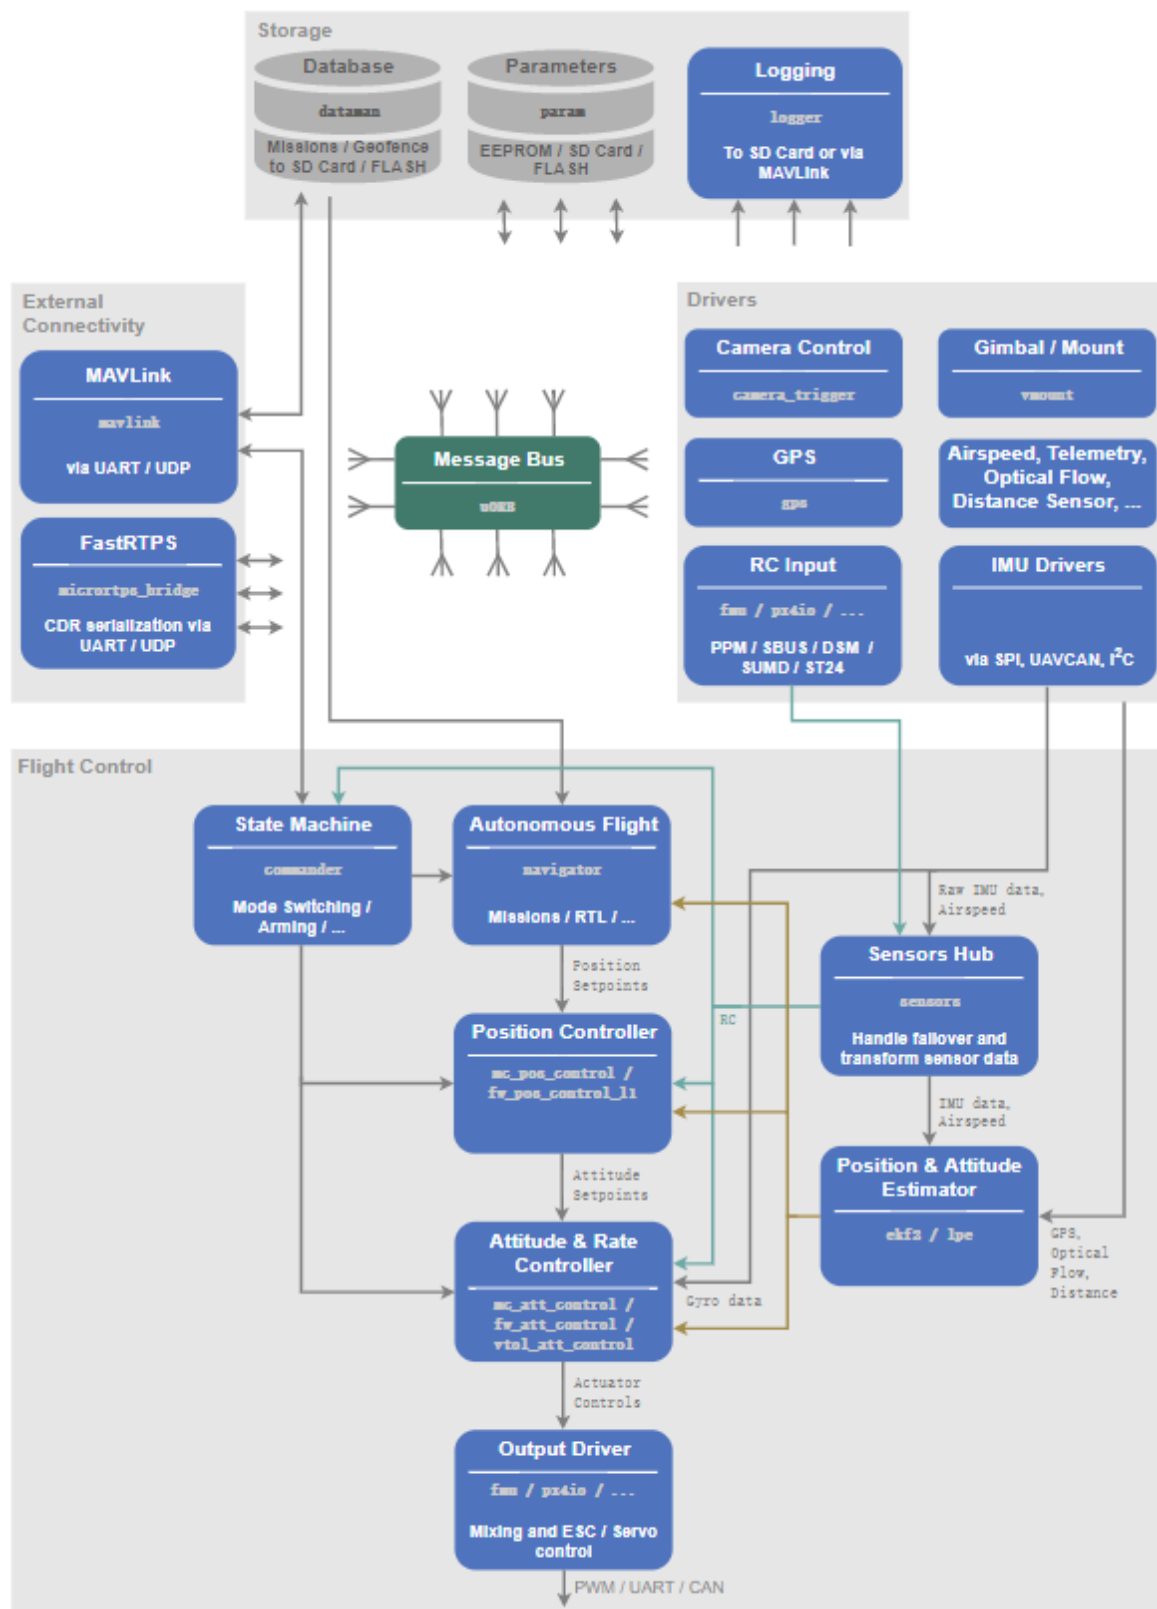 Storage
Database
dataman
Missions / Geofence
to SD Card / FLASH
Parameters
param
EEPROM / SD Card /
FLASH
Logging
logger
To SD Card or via
MAVLink
External
Connectivity
MAVLink
mavlink
via UART / UDP
FastRTPS
micrortps_bridge
CDR serialization via
UART / UDP
Message Bus
uORB
Drivers
Camera Control
camera_trigger
Gimbal / Mount
vmount
GPS
gps
Airspeed, Telemetry,
Optical Flow,
Distance Sensor, ...
RC Input
fmu / px4io / ...
PPM / SBUS / DSM /
SUMD / ST24
IMU Drivers
via SPI, UAVCAN, I²C
Flight Control
State Machine
commander
Mode Switching /
Arming / ...
Autonomous Flight
navigator
Missions / RTL / ...
Raw IMU data,
Airspeed
Sensors Hub
sensors
Handle failover and
transform sensor data
Position
Setpoints
RC
Position Controller
mc_pos_control /
fw_pos_control_l1
IMU data,
Airspeed
Position & Attitude
Estimator
ekf2 / lpe
Attitude
Setpoints
GPS,
Optical
Flow,
Distance
Attitude & Rate
Controller
mc_att_control /
fw_att_control /
vtol_att_control
Gyro data
Actuator
Controls
Output Driver
fmu / px4io / ...
Mixing and ESC / Servo
control
PWM / UART / CAN